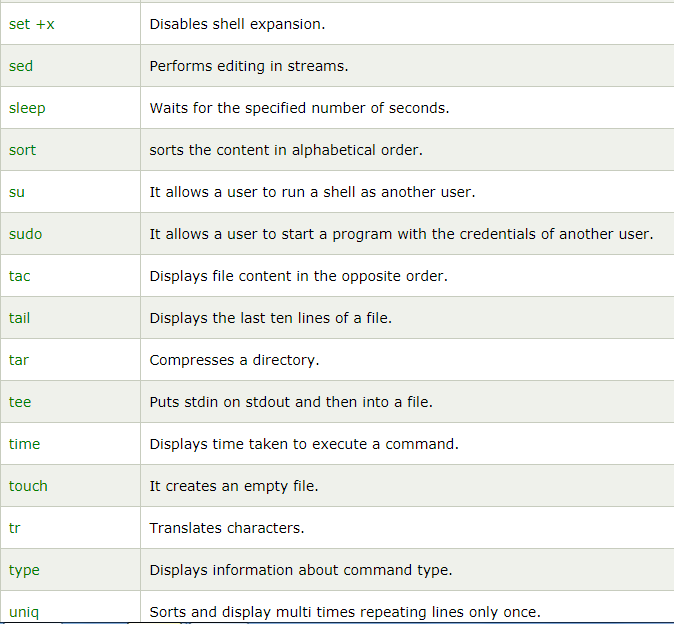 set +x Disables shell expansion.
sed Performs editing in streams.
sleep Waits for the specified number of seconds.
sort sorts the content in alphabetical order.
su It allows a user to run a shell as another user.
sudo It allows a user to start a program with the credentials of another user.
tac Displays file content in the opposite order.
tail Displays the last ten lines of a file.
tar Compresses a directory.
tee Puts stdin on stdout and then into a file.
time Displays time taken to execute a command.
touch It creates an empty file.
tr Translates characters.
type Displays information about command type.
uniq Sorts and display multi times repeating lines only once.